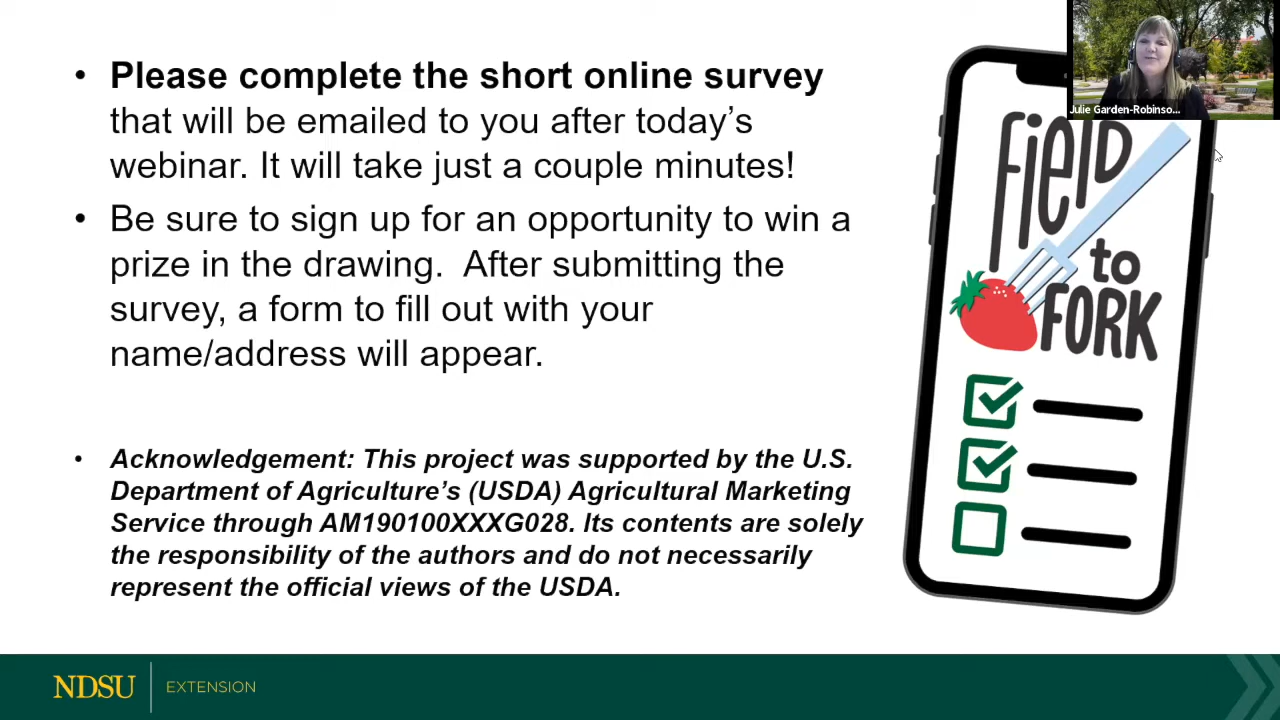 • Please complete the short online survey
that will be emailed to you after today’s
webinar. It will take just a couple minutes!
• Be sure to sign up for an opportunity to win a
prize in the drawing.  After submitting the
survey, a form to fill out with your
name/address will appear.
• Acknowledgement: This project was supported by the U.S.
Department of Agriculture’s (USDA) Agricultural Marketing
Service through AM190100XXXG028. Its contents are solely
the responsibility of the authors and do not necessarily
represent the official views of the USDA.
Julie Garden-Robinso...
FIELD
to
FORK
NDSU
EXTENSION